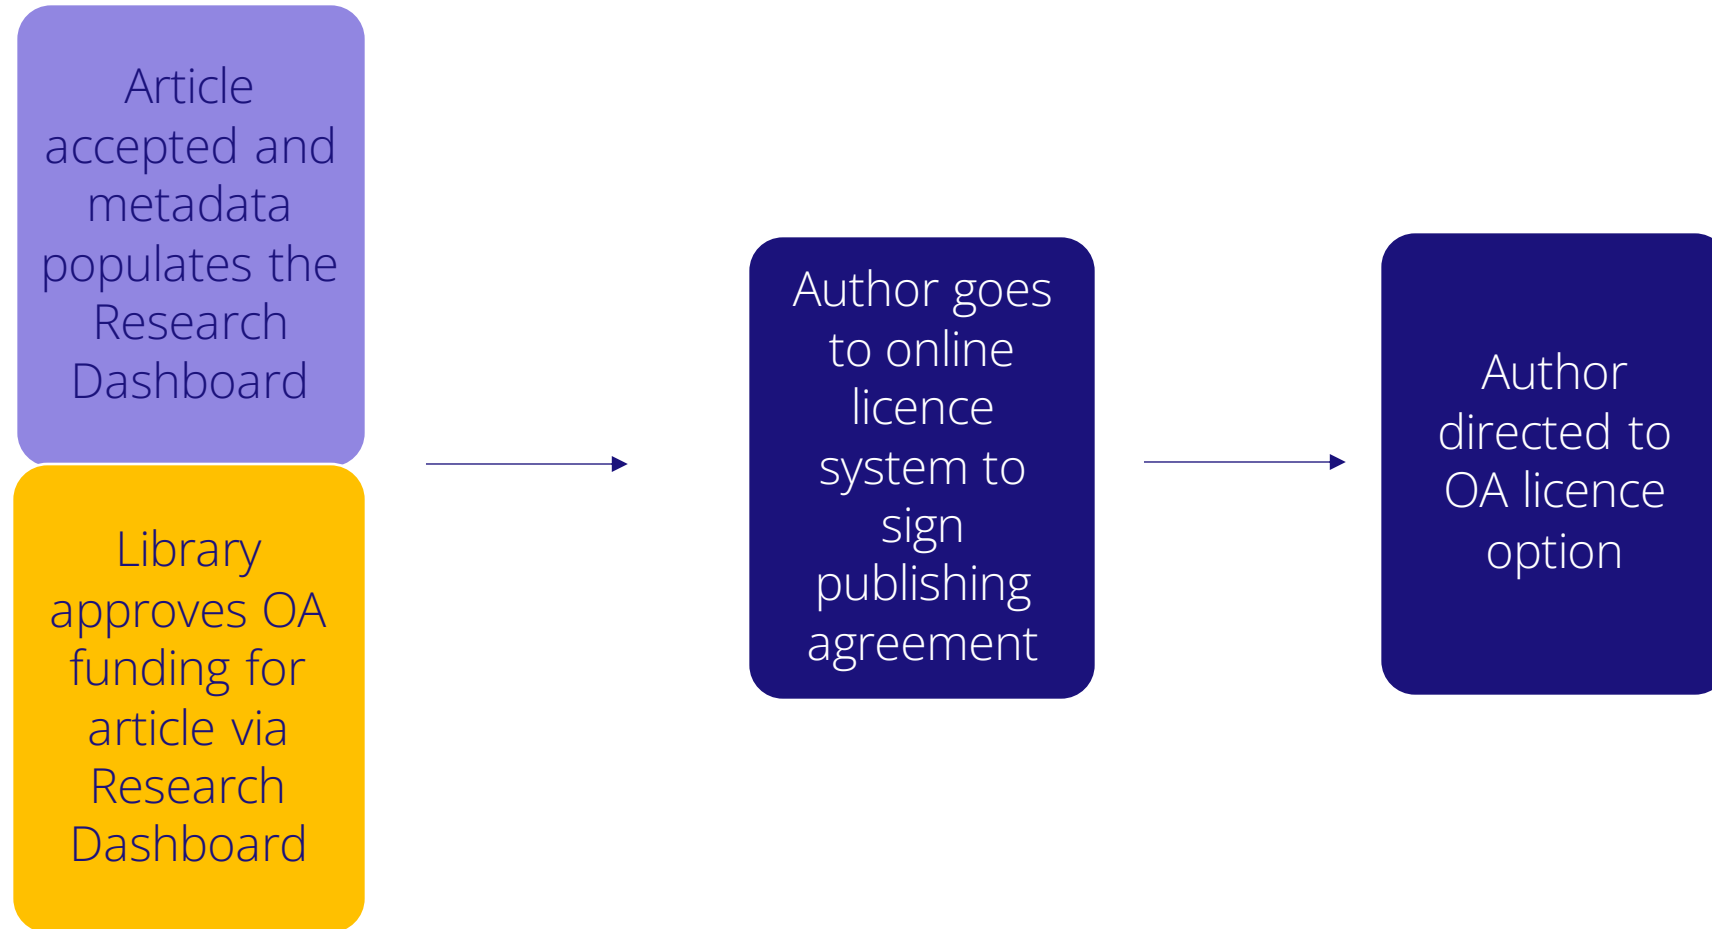 Article
accepted and
metadata
populates the
Research
Dashboard
Library
approves OA
funding for
article via
Research
Dashboard
Author goes
to online
licence
system to
sign
publishing
agreement
Author
directed to
OA licence
option